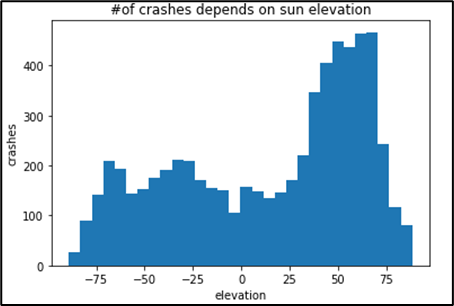 #of crashes depends on sun elevation
crashes
400
300
200
100
0
−75 −50 −25 0 25 50 75
elevation